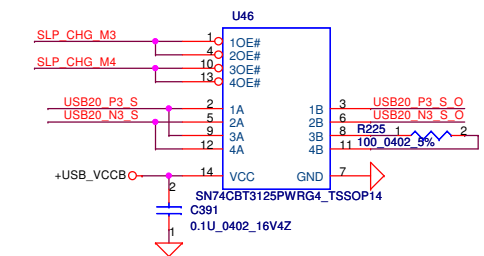 U46
SLP_CHG_M3 1 1OE#
4 2OE#
SLP_CHG_M4 10 3OE#
13 4OE#
USB20_P3_S 2 1A 1B 3 USB20_P3_S_O
USB20_N3_S 5 2A 2B 6 USB20_N3_S_O
9 3A 3B 8 R225 1 2
12 4A 4B 11 100_0402_5%
+USB_VCCB 14 VCC GND 7
SN74CBT3125PWRG4_TSSOP14
2
C391
0.1U_0402_16V4Z
1